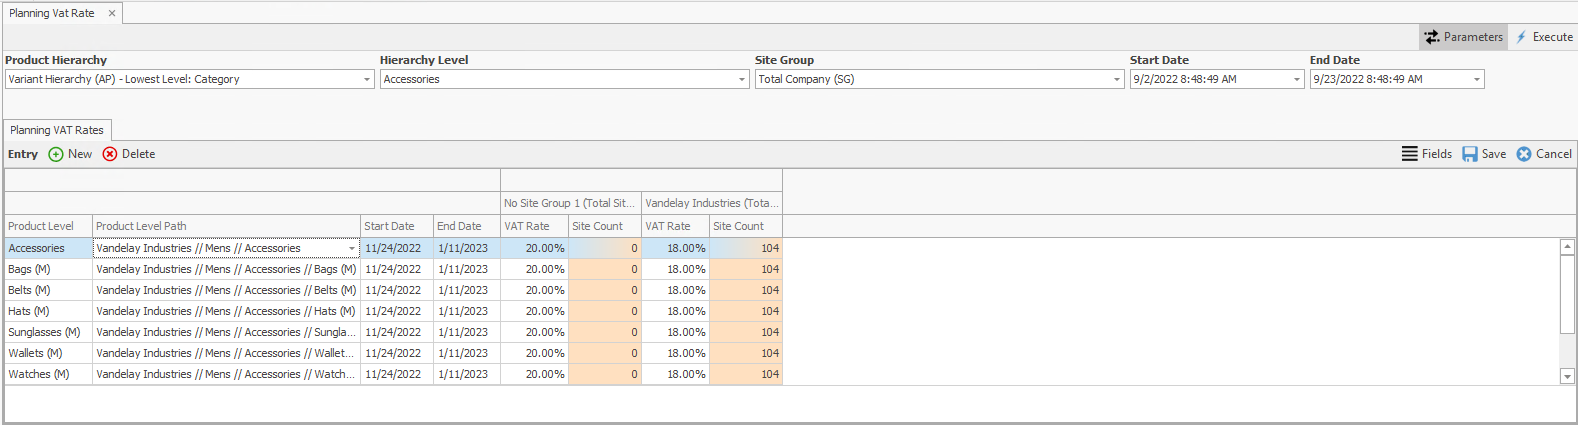 Planning Vat Rate ×
Parameters Execute
Product Hierarchy Hierarchy Level Site Group Start Date End Date
Variant Hierarchy (AP) - Lowest Level: Category Accessories Total Company (SG) 9/2/2022 8:48:49 AM 9/23/2022 8:48:49 AM
Planning VAT Rates
Entry New Delete Fields Save Cancel
No Site Group 1 (Total Sit... Vandelay Industries (Tota...
Product Level Product Level Path Start Date End Date VAT Rate Site Count VAT Rate Site Count
Accessories Vandelay Industries // Mens // Accessories 11/24/2022 1/11/2023 20.00% 0 18.00% 104
Bags (M) Vandelay Industries // Mens // Accessories // Bags (M) 11/24/2022 1/11/2023 20.00% 0 18.00% 104
Belts (M) Vandelay Industries // Mens // Accessories // Belts (M) 11/24/2022 1/11/2023 20.00% 0 18.00% 104
Hats (M) Vandelay Industries // Mens // Accessories // Hats (M) 11/24/2022 1/11/2023 20.00% 0 18.00% 104
Sunglasses (M) Vandelay Industries // Mens // Accessories // Sungla... 11/24/2022 1/11/2023 20.00% 0 18.00% 104
Wallets (M) Vandelay Industries // Mens // Accessories // Wallet... 11/24/2022 1/11/2023 20.00% 0 18.00% 104
Watches (M) Vandelay Industries // Mens // Accessories // Watch... 11/24/2022 1/11/2023 20.00% 0 18.00% 104